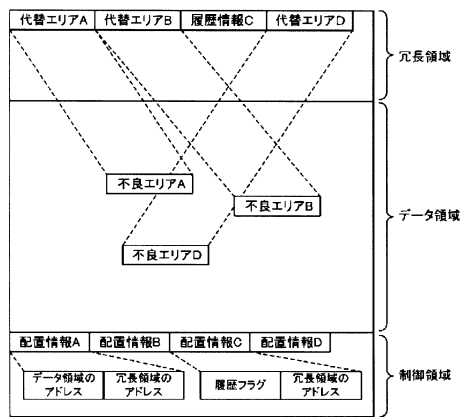 代替エリアA 代替エリアB 履歴情報C 代替エリアD
冗長領域
不良エリアA
不良エリアB
データ領域
不良エリアD
配置情報A 配置情報B 配置情報C 配置情報D
データ領域の
アドレス
冗長領域の
アドレス
履歴フラグ
冗長領域の
アドレス
制御領域